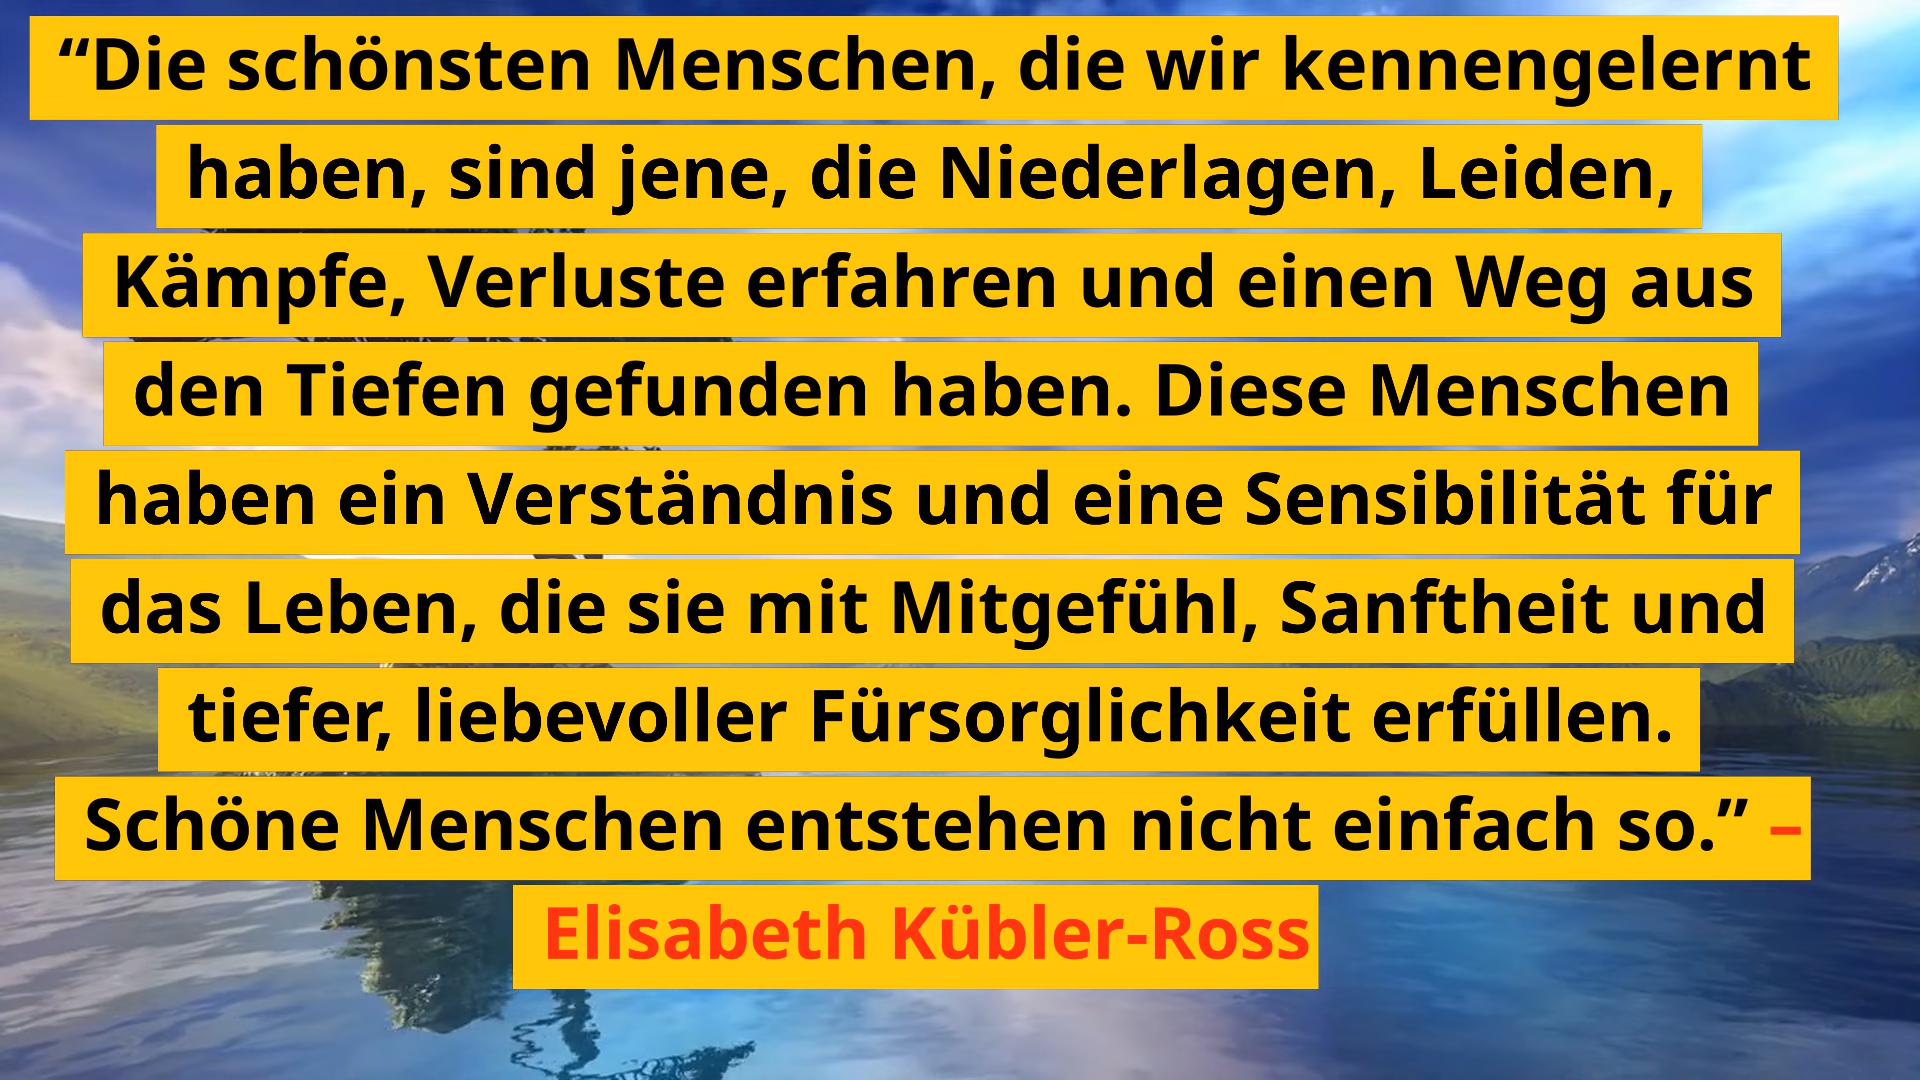 “Die schönsten Menschen, die wir kennengelernt
haben, sind jene, die Niederlagen, Leiden,
Kämpfe, Verluste erfahren und einen Weg aus
den Tiefen gefunden haben. Diese Menschen
haben ein Verständnis und eine Sensibilität für
das Leben, die sie mit Mitgefühl, Sanftheit und
tiefer, liebevoller Fürsorglichkeit erfüllen.
Schöne Menschen entstehen nicht einfach so.” –
Elisabeth Kübler-Ross